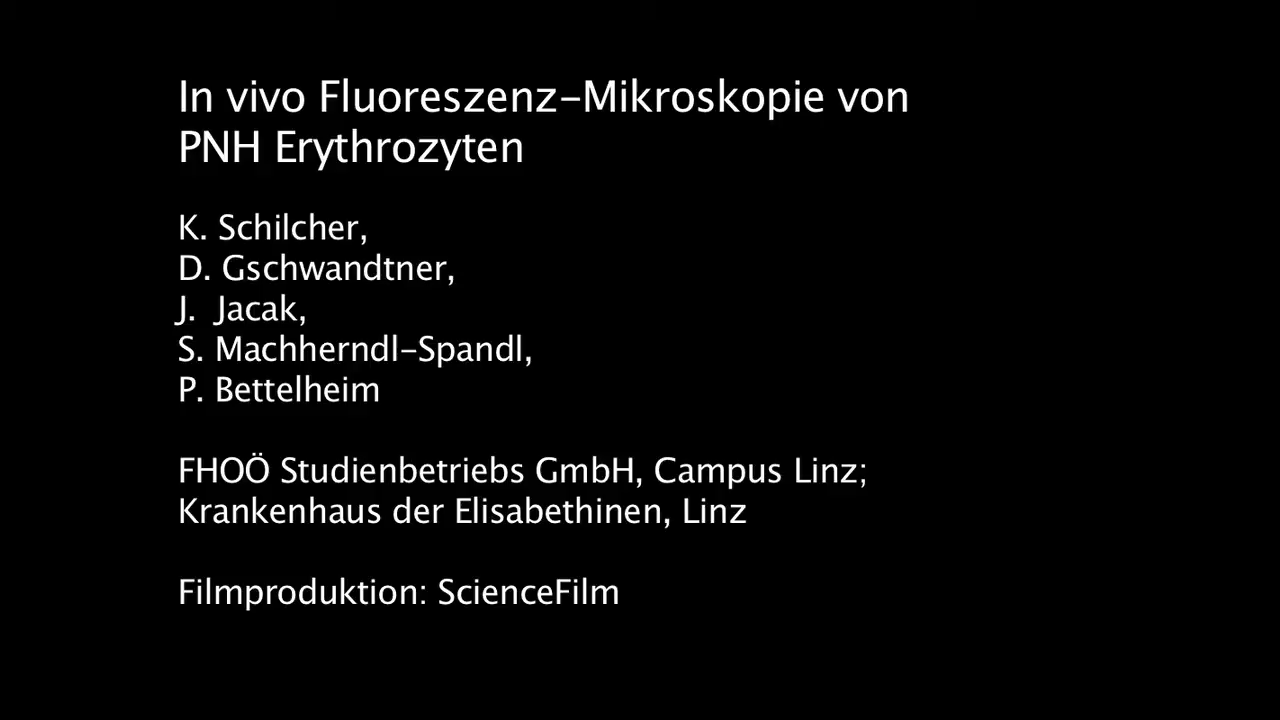 In vivo Fluoreszenz-Mikroskopie von
PNH Erythrozyten
K. Schilcher,
D. Gschwandtner,
J. Jacak,
S. Machherndl-Spandl,
P. Bettelheim
FHOÖ Studienbetriebs GmbH, Campus Linz;
Krankenhaus der Elisabethinen, Linz
Filmproduktion: ScienceFilm